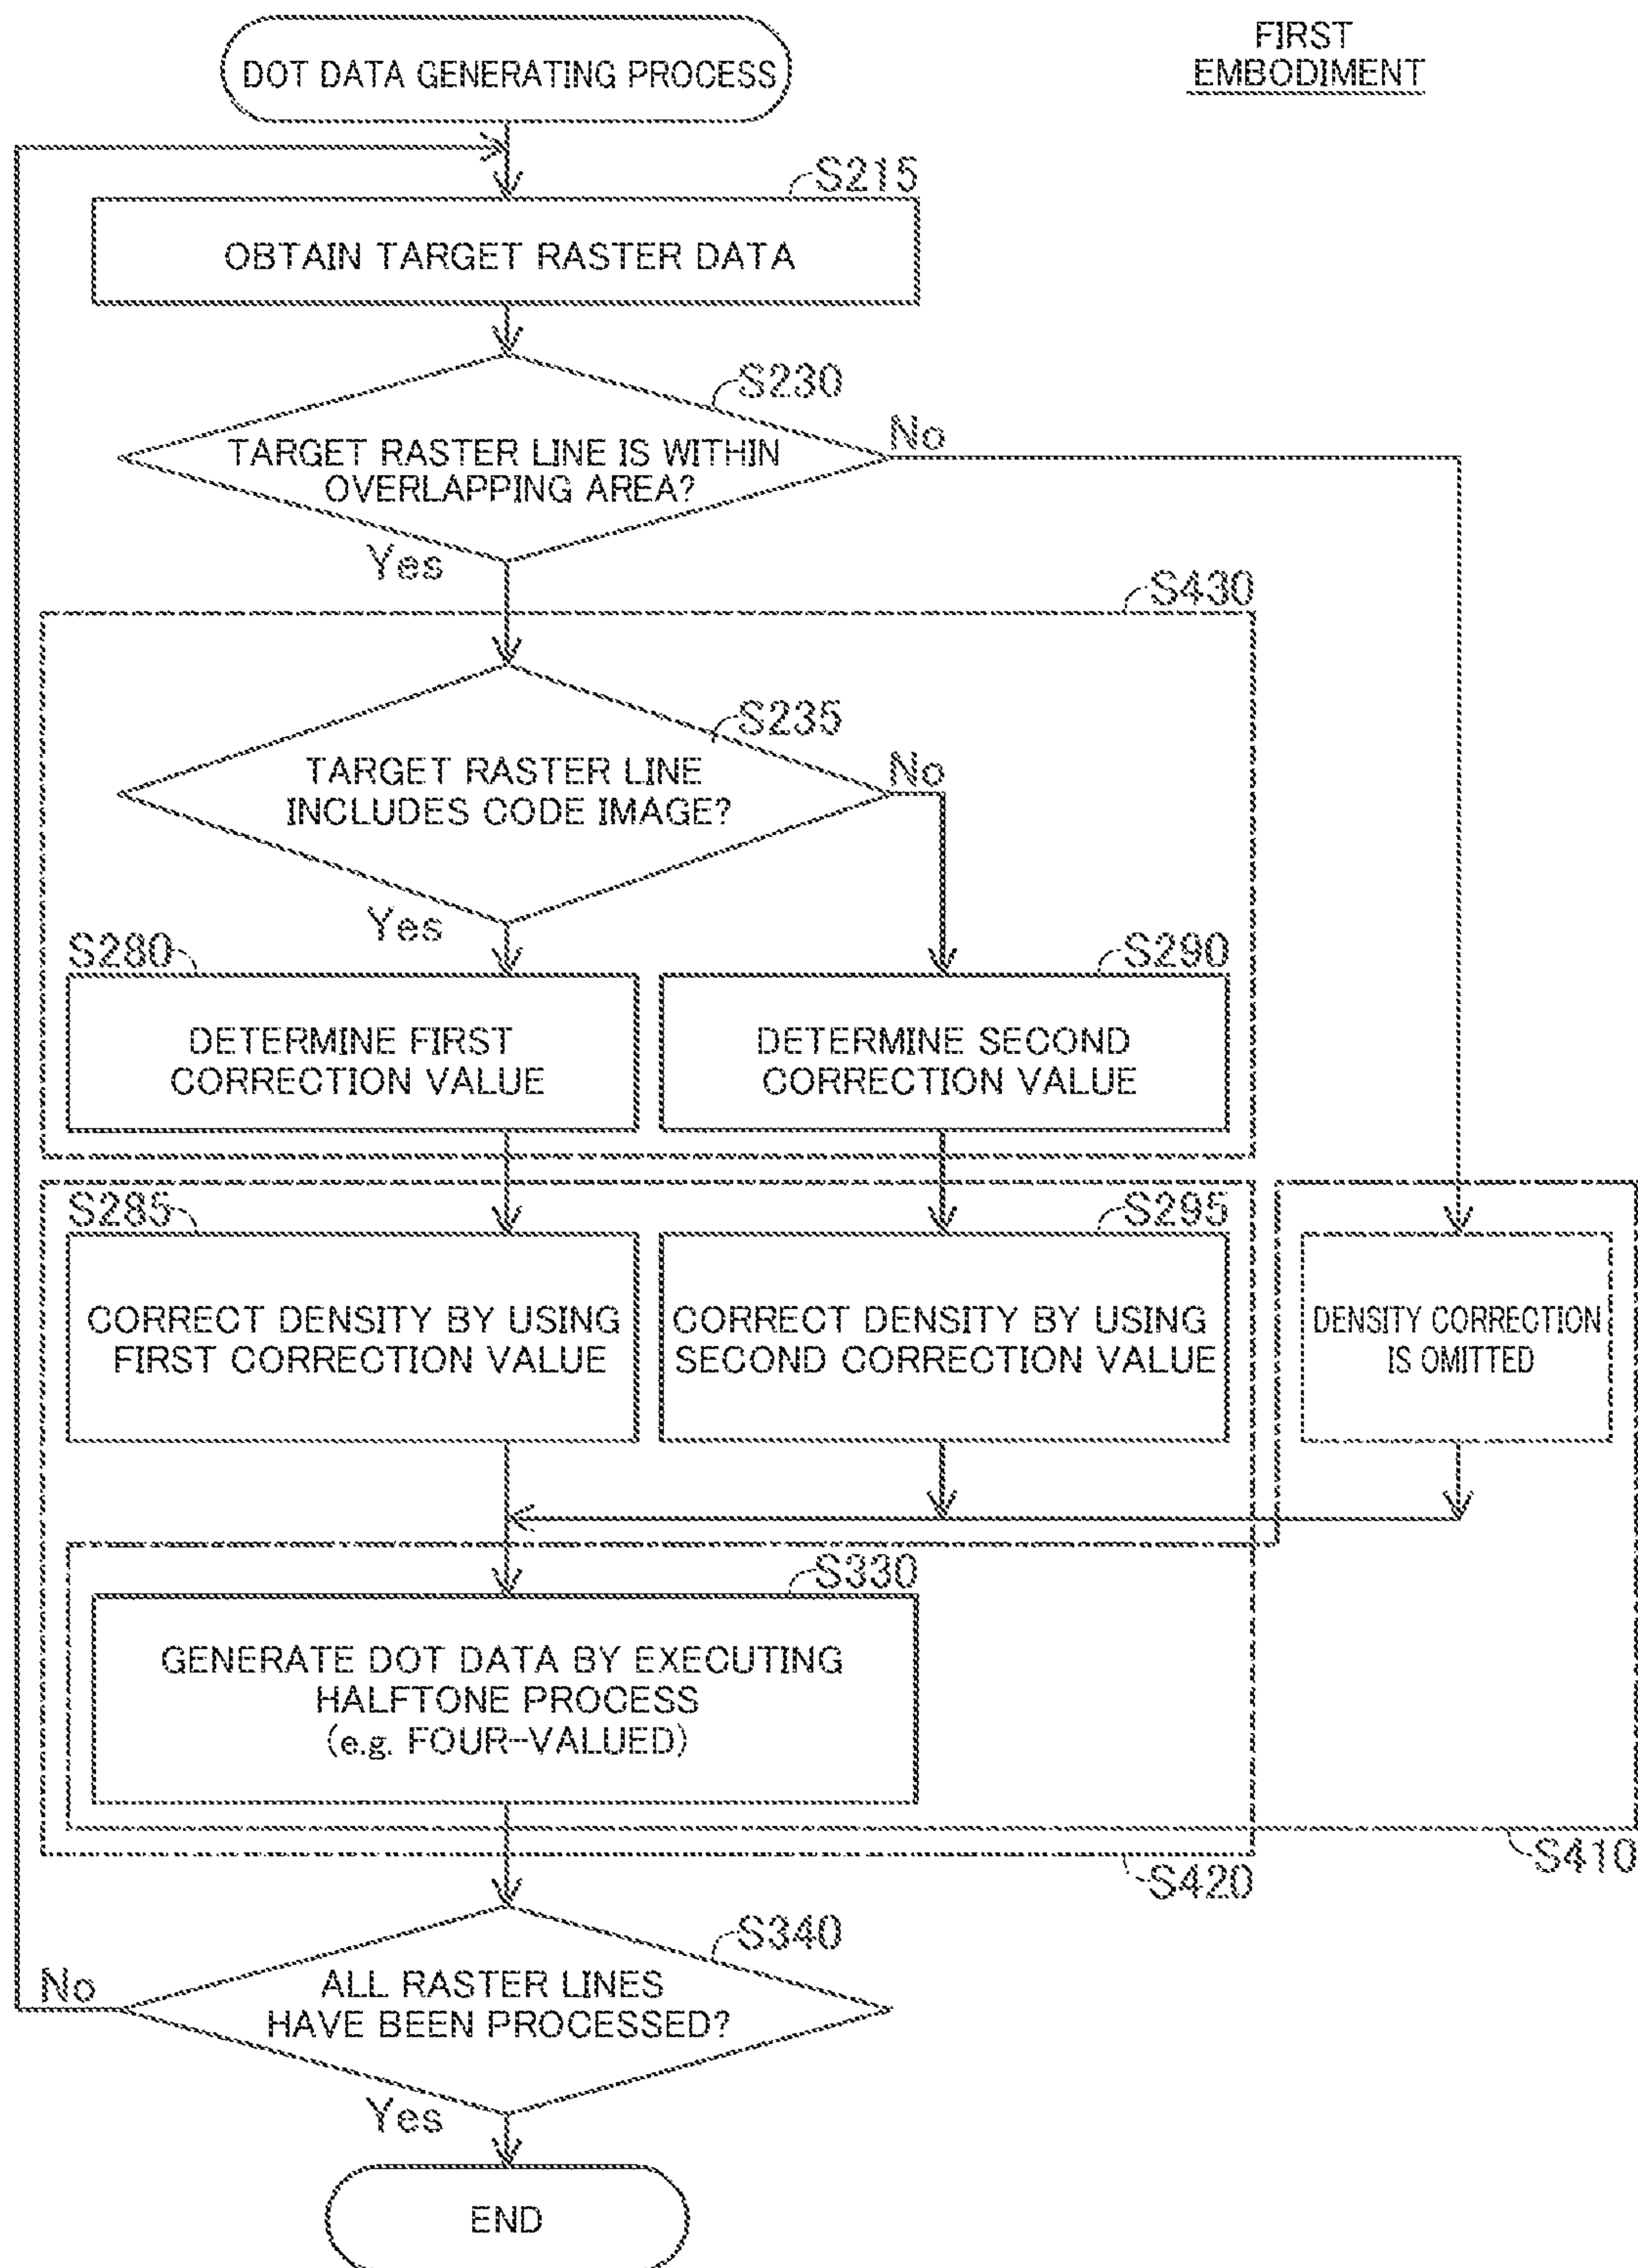 FIRST
EMBODIMENT
DOT DATA GENERATING PROCESS
S215
OBTAIN TARGET RASTER DATA
S230
TARGET RASTER LINE IS WITHIN
OVERLAPPING AREA?
No
Yes
S430
S235
TARGET RASTER LINE
INCLUDES CODE IMAGE?
No
Yes
S280
DETERMINE FIRST
CORRECTION VALUE
S290
DETERMINE SECOND
CORRECTION VALUE
S285
CORRECT DENSITY BY USING
FIRST CORRECTION VALUE
S295
CORRECT DENSITY BY USING
SECOND CORRECTION VALUE
DENSITY CORRECTION
IS OMITTED
S330
GENERATE DOT DATA BY EXECUTING
HALFTONE PROCESS
(e.g. FOUR-VALUED)
S410
S420
S340
ALL RASTER LINES
HAVE BEEN PROCESSED?
No
Yes
END